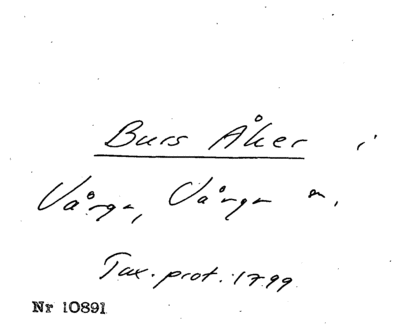 Burs Åker i
Vånga, Vånga sn.
Tax. prot. 1799
Nr 10891